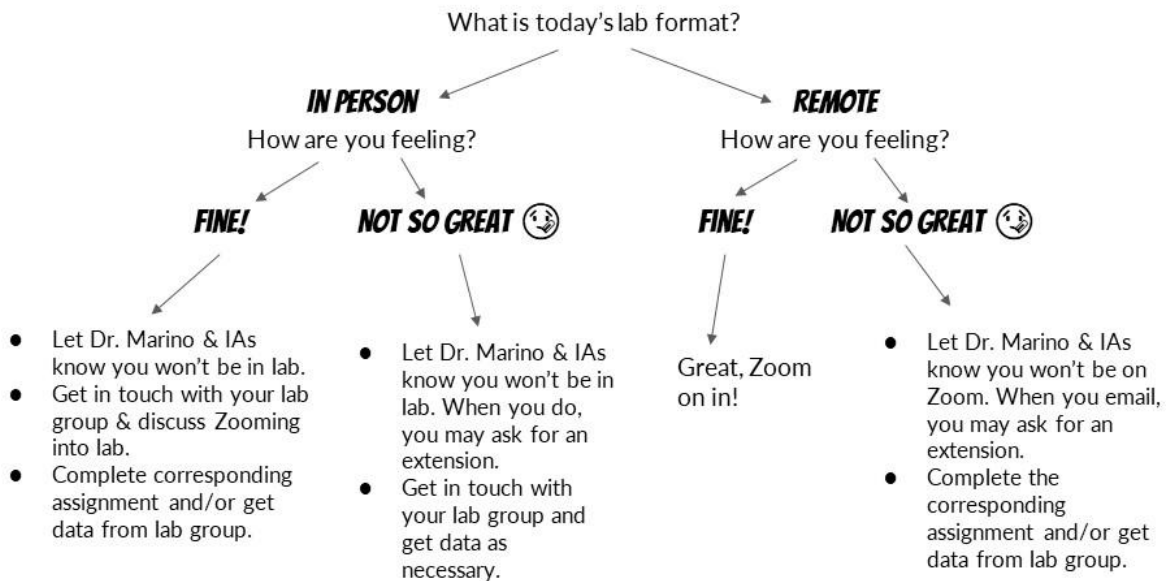 What is today's lab format?
IN PERSON
How are you feeling?
REMOTE
How are you feeling?
FINE!
NOT SO GREAT
FINE!
NOT SO GREAT
● Let Dr. Marino & IAs
know you won't be in lab.
● Get in touch with your lab
group & discuss Zooming
into lab.
● Complete corresponding
assignment and/or get
data from lab group.
● Let Dr. Marino & IAs
know you won't be in
lab. When you do,
you may ask for an
extension.
● Get in touch with
your lab group and
get data as
necessary.
Great, Zoom
on in!
● Let Dr. Marino & IAs
know you won't be on
Zoom. When you email,
you may ask for an
extension.
● Complete the
corresponding
assignment and/or get
data from lab group.